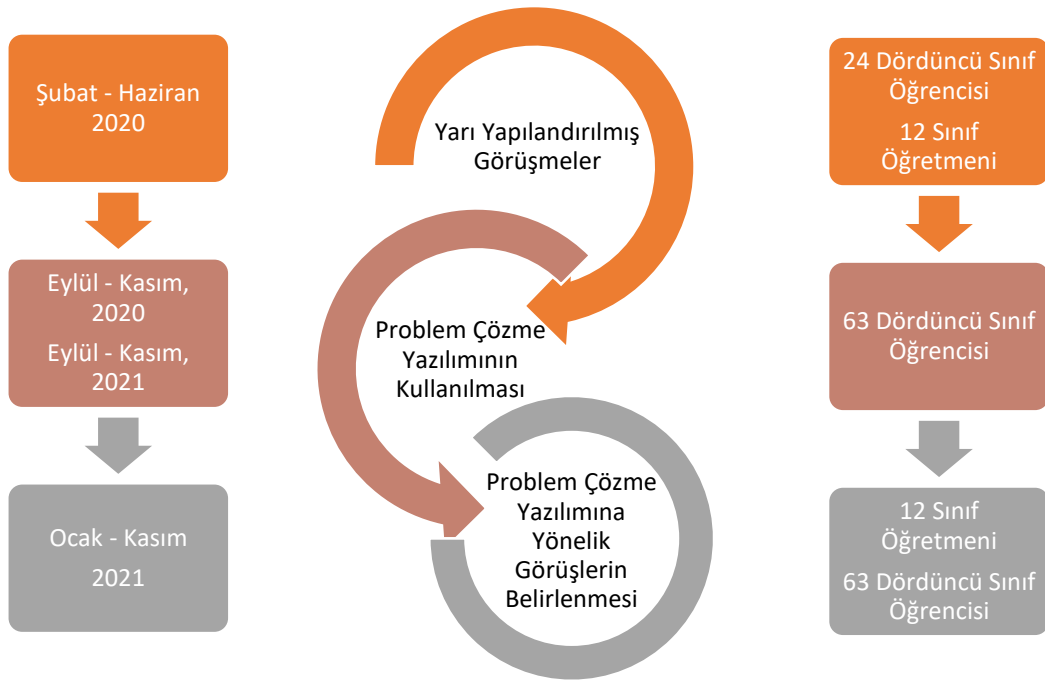 Şubat - Haziran
2020
Yarı Yapılandırılmış
Görüşmeler
24 Dördüncü Sınıf
Öğrencisi
12 Sınıf
Öğretmeni
Eylül - Kasım,
2020
Eylül - Kasım,
2021
Problem Çözme
Yazılımının
Kullanılması
63 Dördüncü Sınıf
Öğrencisi
Ocak - Kasım
2021
Problem Çözme
Yazılımına
Yönelik
Görüşlerin
Belirlenmesi
12 Sınıf
Öğretmeni
63 Dördüncü Sınıf
Öğrencisi